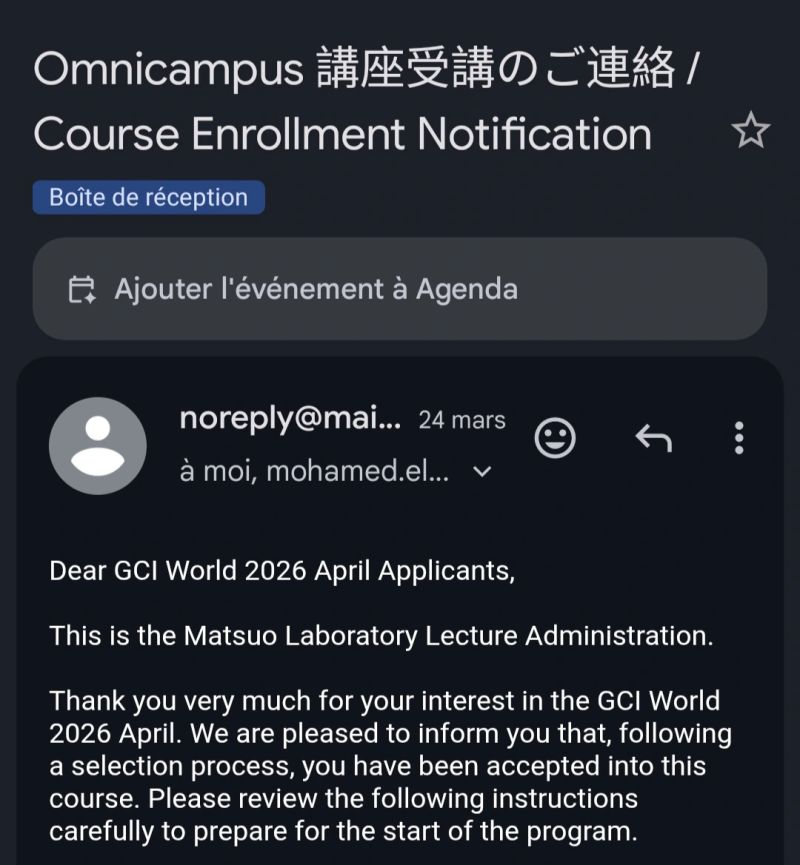 Omnicampus 講座受講のご連絡 /
Course Enrollment Notification
Boîte de réception
Ajouter l'événement à Agenda
noreply@mai... 24 mars
à moi, mohamed.el...
Dear GCI World 2026 April Applicants,
This is the Matsuo Laboratory Lecture Administration.
Thank you very much for your interest in the GCI World
2026 April. We are pleased to inform you that, following
a selection process, you have been accepted into this
course. Please review the following instructions
carefully to prepare for the start of the program.